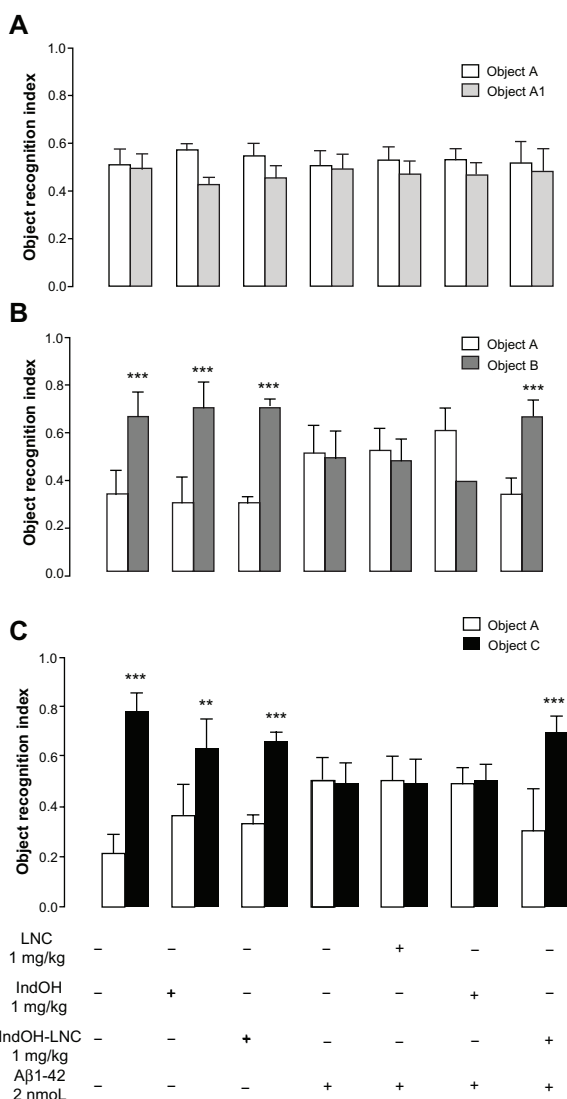 A
Object recognition index
1.0
0.8
0.6
0.4
0.2
0.0
Object A
Object A1
B
Object recognition index
1.0
0.8
0.6
0.4
0.2
0.0
Object A
Object B
*** *** *** ***
C
Object recognition index
1.0
0.8
0.6
0.4
0.2
0.0
Object A
Object C
*** ** *** ***
LNC
1 mg/kg – – – – + – –
IndOH
1 mg/kg – + – – – + –
IndOH-LNC
1 mg/kg – – + – – – +
Aβ1-42
2 nmoL – – – + + + +